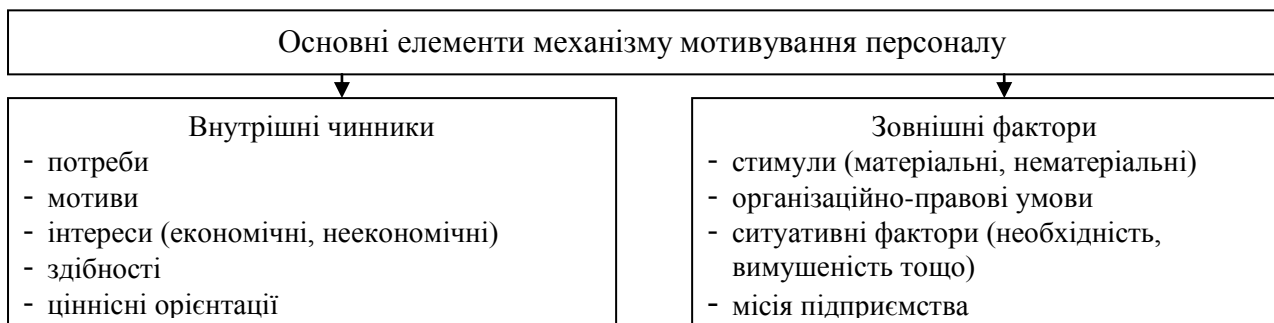 Основні елементи механізму мотивування персоналу
Внутрішні чинники
- потреби
- мотиви
- інтереси (економічні, неекономічні)
- здібності
- ціннісні орієнтації
Зовнішні фактори
- стимули (матеріальні, нематеріальні)
- організаційно-правові умови
- ситуативні фактори (необхідність,
вимушеність тощо)
- місія підприємства